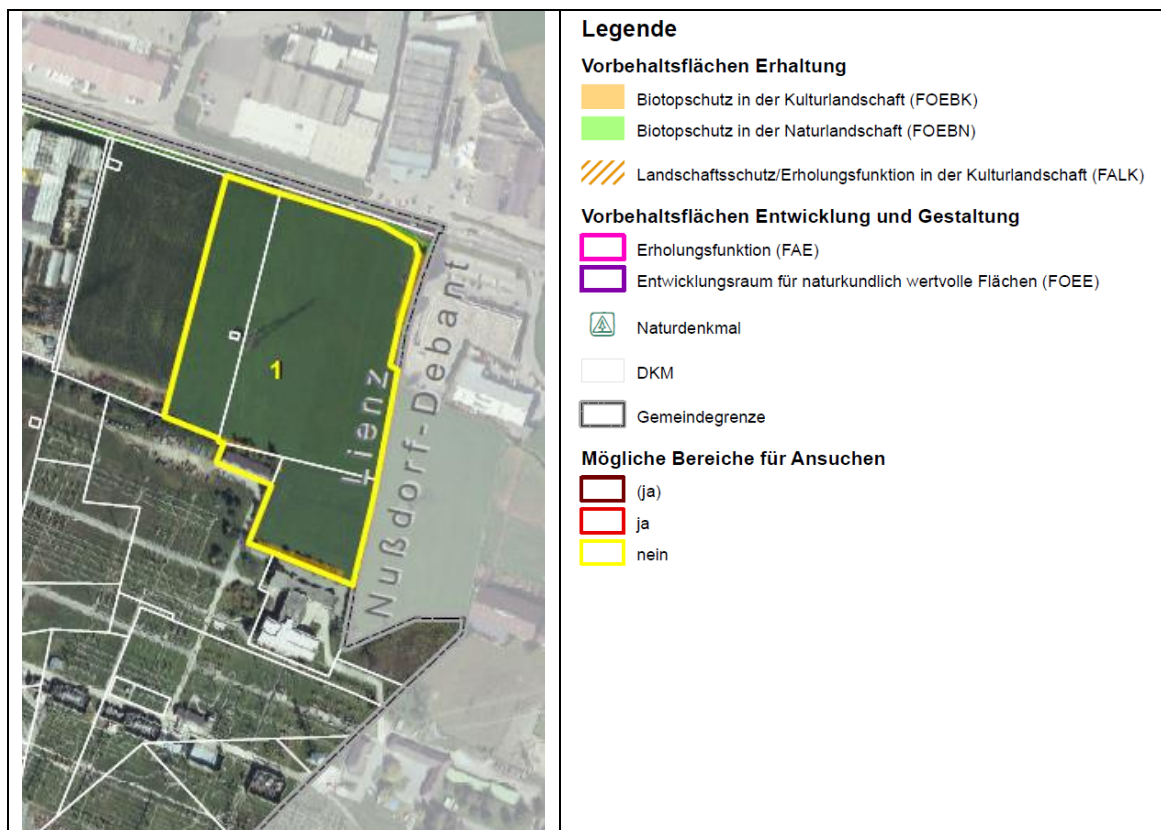 1
Lienz
Nußdorf-Debant
Legende
Vorbehaltsflächen Erhaltung
Biotopschutz in der Kulturlandschaft (FOEBK)
Biotopschutz in der Naturlandschaft (FOEBN)
Landschaftsschutz/Erholungsfunktion in der Kulturlandschaft (FALK)
Vorbehaltsflächen Entwicklung und Gestaltung
Erholungsfunktion (FAE)
Entwicklungsraum für naturkundlich wertvolle Flächen (FOEE)
Naturdenkmal
DKM
Gemeindegrenze
Mögliche Bereiche für Ansuchen
(ja)
ja
nein